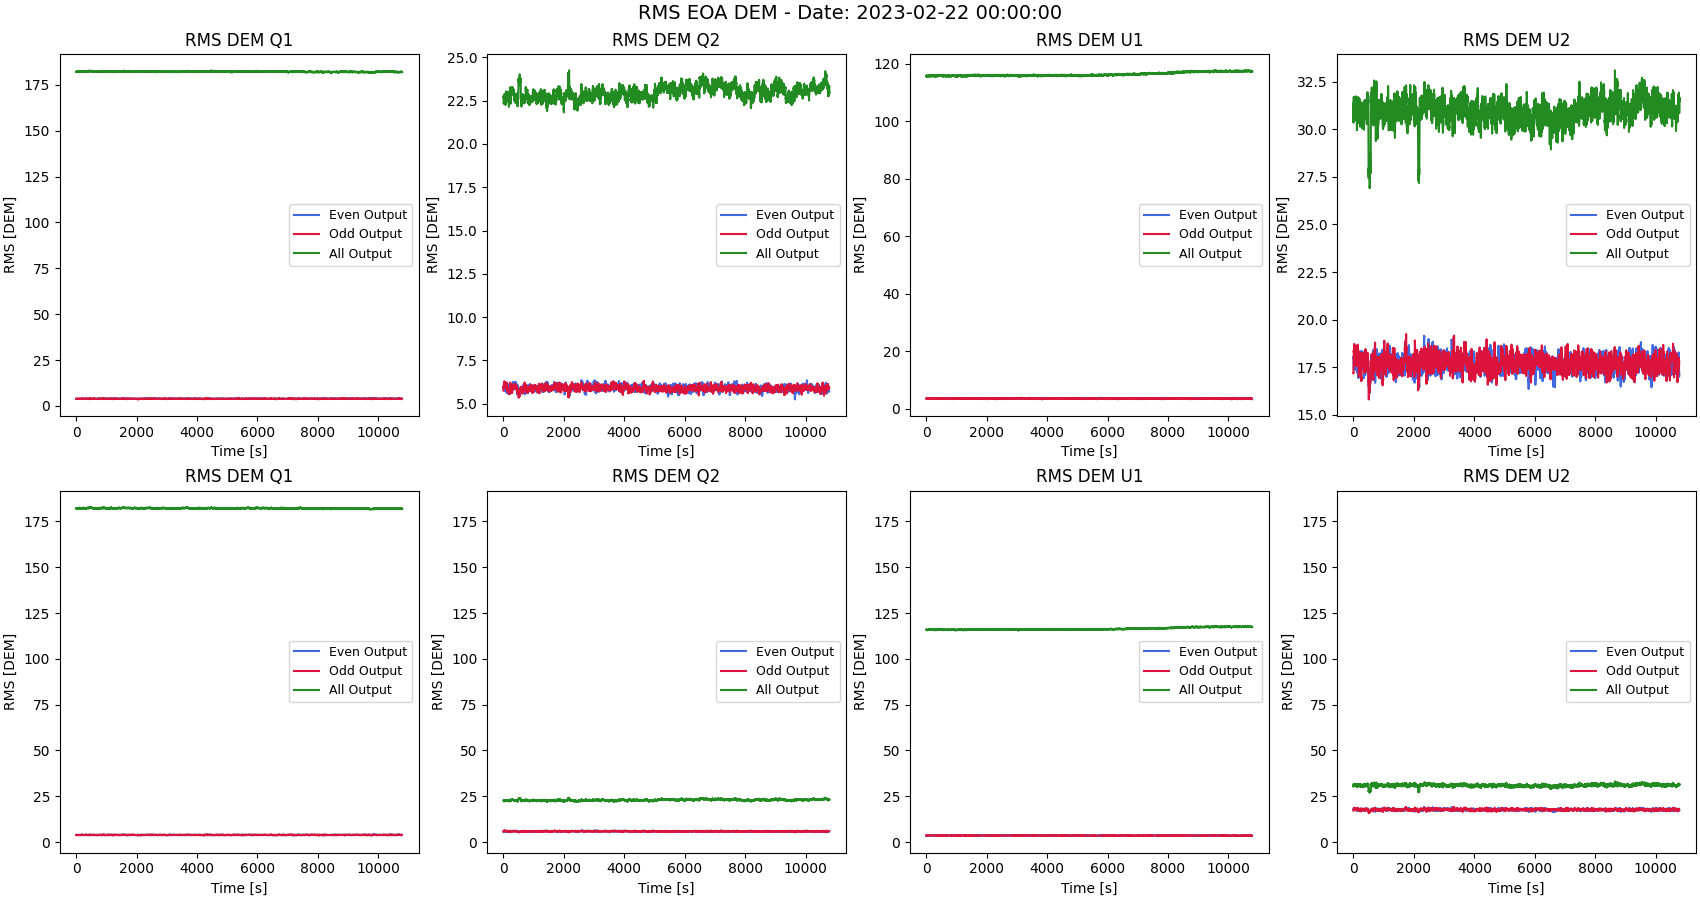 RMS EOA DEM - Date: 2023-02-22 00:00:00
RMS DEM Q1
RMS [DEM]
175
150
125
100
75
50
25
0
Even Output
Odd Output
All Output
0 2000 4000 6000 8000 10000
Time [s]
RMS DEM Q2
RMS [DEM]
25.0
22.5
20.0
17.5
15.0
12.5
10.0
7.5
5.0
Even Output
Odd Output
All Output
0 2000 4000 6000 8000 10000
Time [s]
RMS DEM U1
RMS [DEM]
120
100
80
60
40
20
0
Even Output
Odd Output
All Output
0 2000 4000 6000 8000 10000
Time [s]
RMS DEM U2
RMS [DEM]
32.5
30.0
27.5
25.0
22.5
20.0
17.5
15.0
Even Output
Odd Output
All Output
0 2000 4000 6000 8000 10000
Time [s]
RMS DEM Q1
RMS [DEM]
175
150
125
100
75
50
25
0
Even Output
Odd Output
All Output
0 2000 4000 6000 8000 10000
Time [s]
RMS DEM Q2
RMS [DEM]
175
150
125
100
75
50
25
0
Even Output
Odd Output
All Output
0 2000 4000 6000 8000 10000
Time [s]
RMS DEM U1
RMS [DEM]
175
150
125
100
75
50
25
0
Even Output
Odd Output
All Output
0 2000 4000 6000 8000 10000
Time [s]
RMS DEM U2
RMS [DEM]
175
150
125
100
75
50
25
0
Even Output
Odd Output
All Output
0 2000 4000 6000 8000 10000
Time [s]